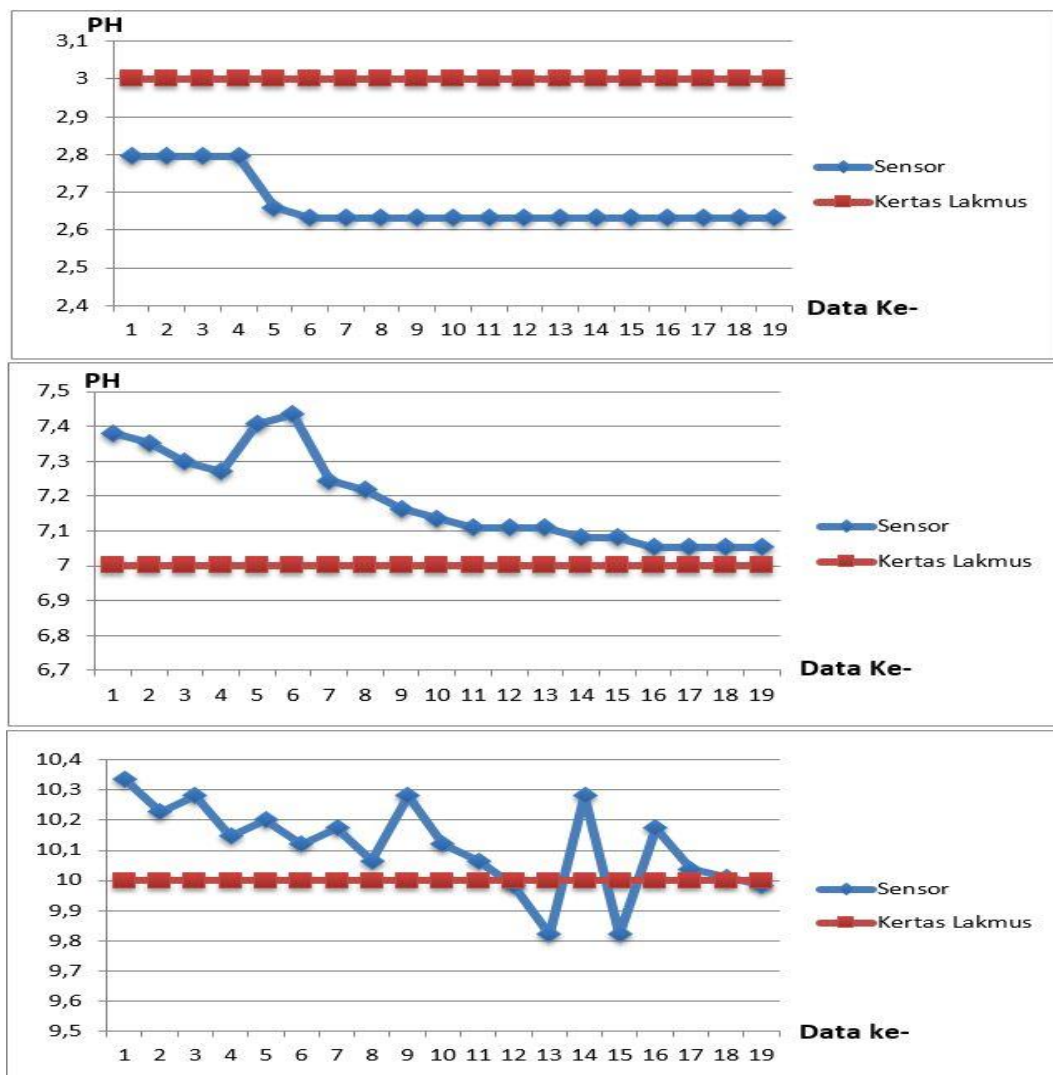 PH
3,1
3
2,9
2,8
2,7
2,6
2,5
2,4
1 2 3 4 5 6 7 8 9 10 11 12 13 14 15 16 17 18 19
Data Ke-
Sensor
Kertas Lakmus
PH
7,5
7,4
7,3
7,2
7,1
7
6,9
6,8
6,7
1 2 3 4 5 6 7 8 9 10 11 12 13 14 15 16 17 18 19
Data Ke-
Sensor
Kertas Lakmus
10,4
10,3
10,2
10,1
10
9,9
9,8
9,7
9,6
9,5
1 2 3 4 5 6 7 8 9 10 11 12 13 14 15 16 17 18 19
Data ke-
Sensor
Kertas Lakmus